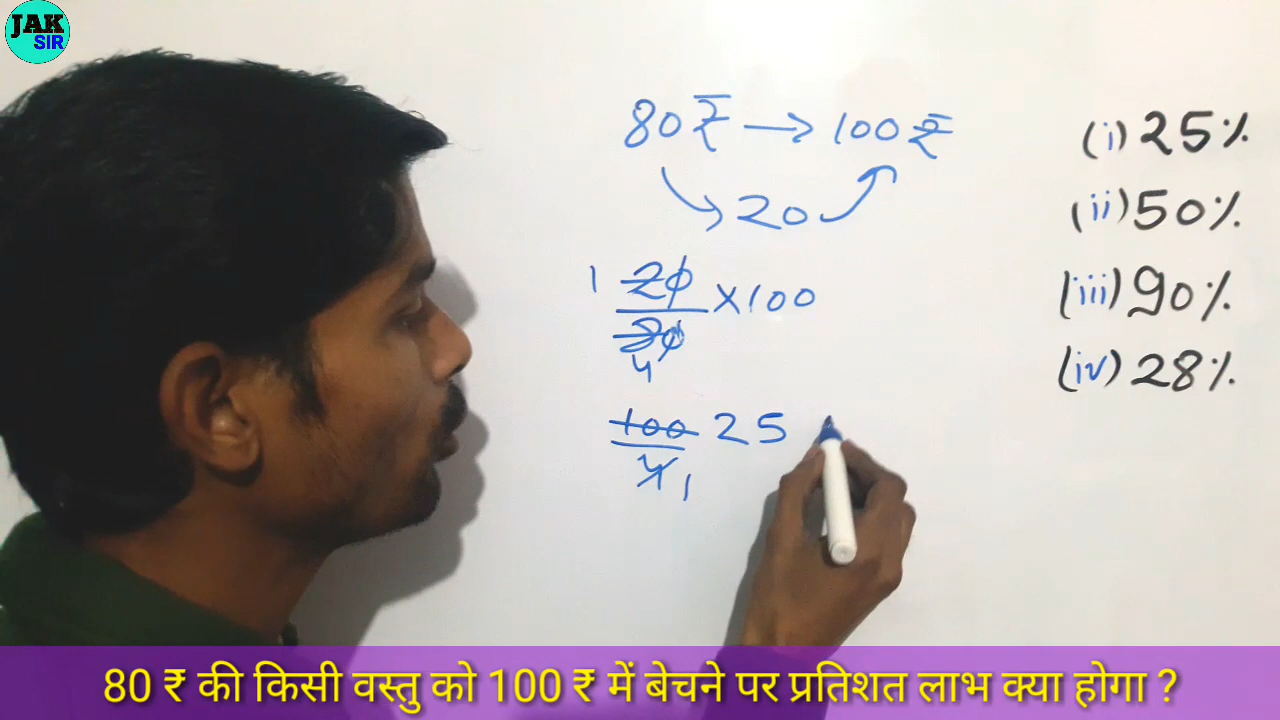 JAK
SIR
80 ₹ → 100 ₹
20
1 20/80 × 100
4
100/4 25
1
(i) 25%
(ii) 50%
(iii) 90%
(iv) 28%
80 ₹ की किसी वस्तु को 100 ₹ में बेचने पर प्रतिशत लाभ क्या होगा ?